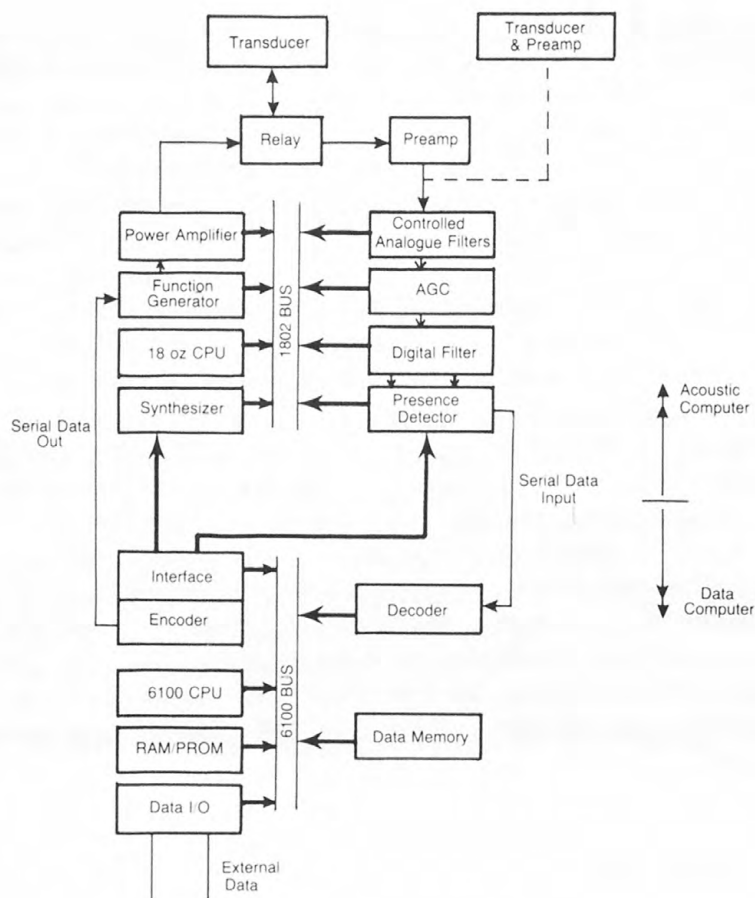 Transducer
Transducer
& Preamp
Relay
Preamp
Power Amplifier
Controlled
Analogue Filters
Function
Generator
AGC
1802 BUS
18 oz CPU
Digital Filter
Synthesizer
Presence
Detector
Acoustic
Computer
Serial Data
Out
Serial Data
Input
Interface
Encoder
Decoder
Data
Computer
6100 CPU
6100 BUS
RAM/PROM
Data Memory
Data I/O
External
Data